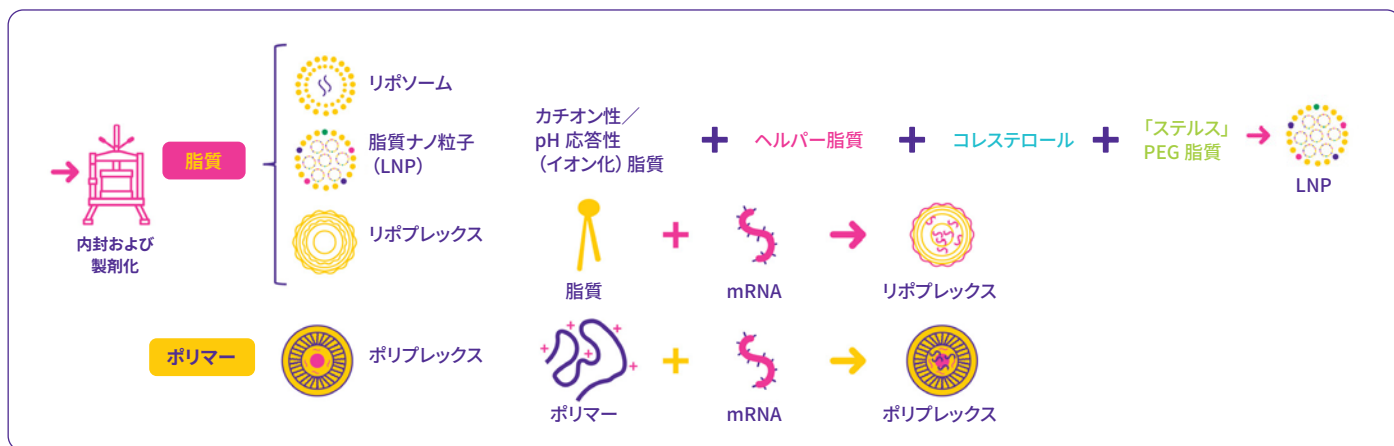 内封および
製剤化
脂質
リポソーム
脂質ナノ粒子
（LNP）
リポプレックス
カチオン性／
pH 応答性
（イオン化）脂質
+
ヘルパー脂質
+
コレステロール
+
「ステルス」
PEG 脂質
LNP
脂質
+
mRNA
リポプレックス
ポリマー
ポリプレックス
ポリマー
+
mRNA
ポリプレックス